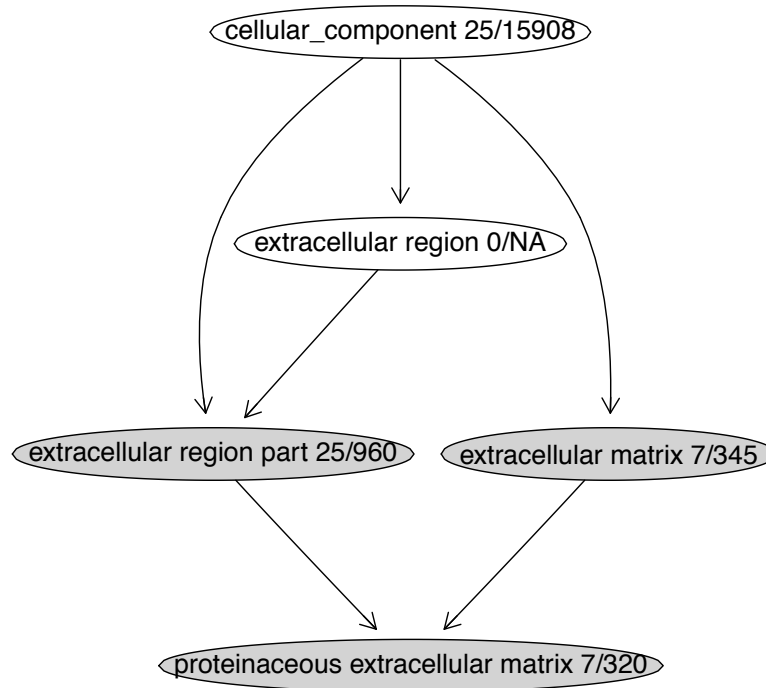 cellular_component 25/15908
extracellular region 0/NA
extracellular region part 25/960
extracellular matrix 7/345
proteinaceous extracellular matrix 7/320